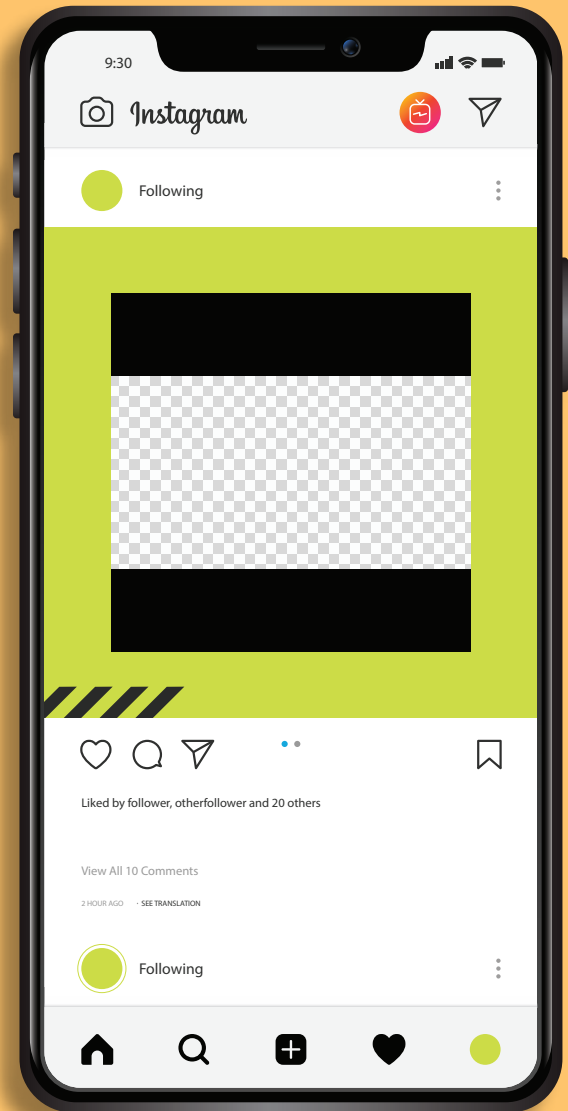 9:30
Instagram
Following
Liked by follower, otherfollower and 20 others
View All 10 Comments
2 HOUR AGO · SEE TRANSLATION
Following